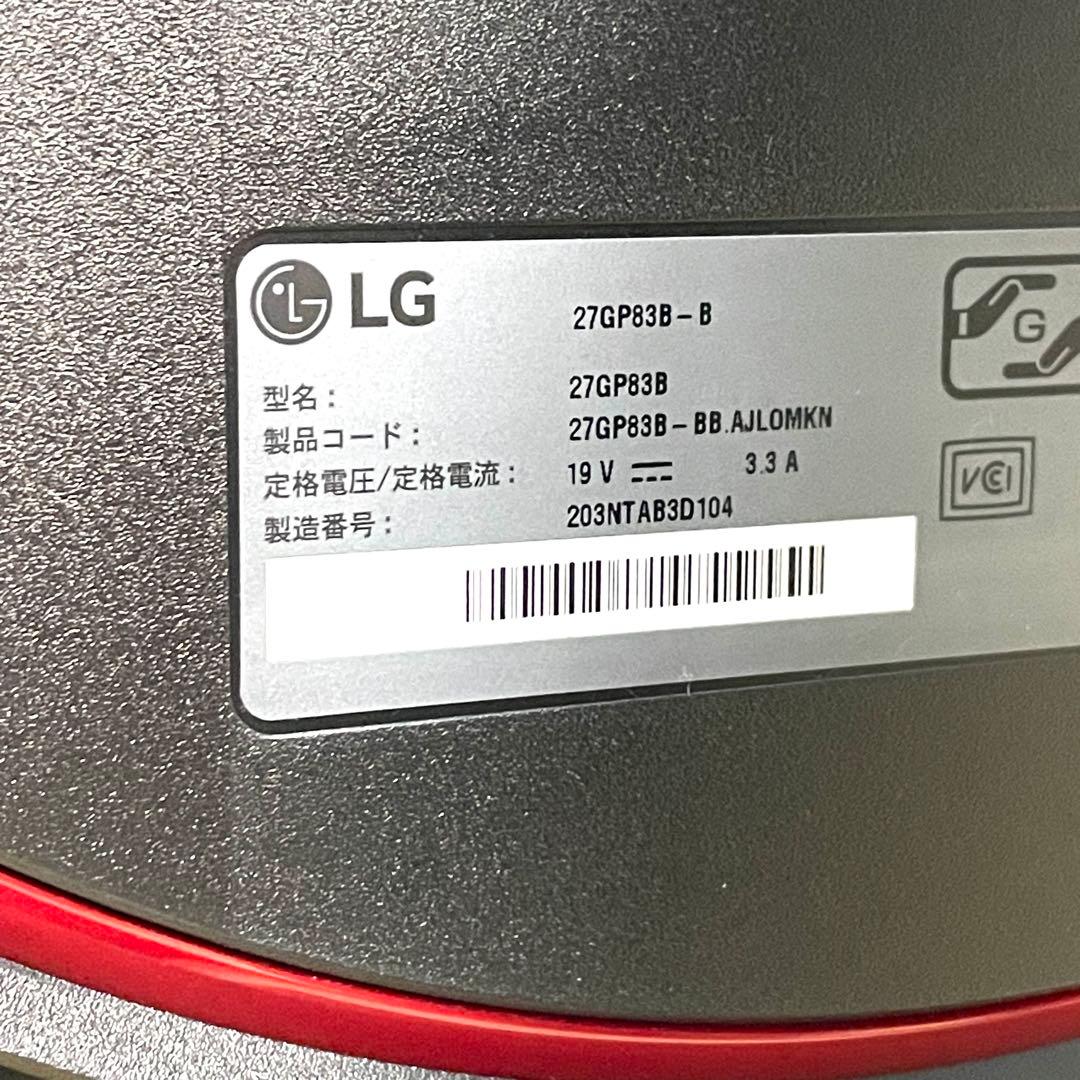 LG
27GP83B-B
型名: 27GP83B
製品コード: 27GP83B-BB.AJLOMKN
定格電圧/定格電流: 19 V ⎓ 3.3 A
製造番号: 203NTAB3D104
G
VCCI